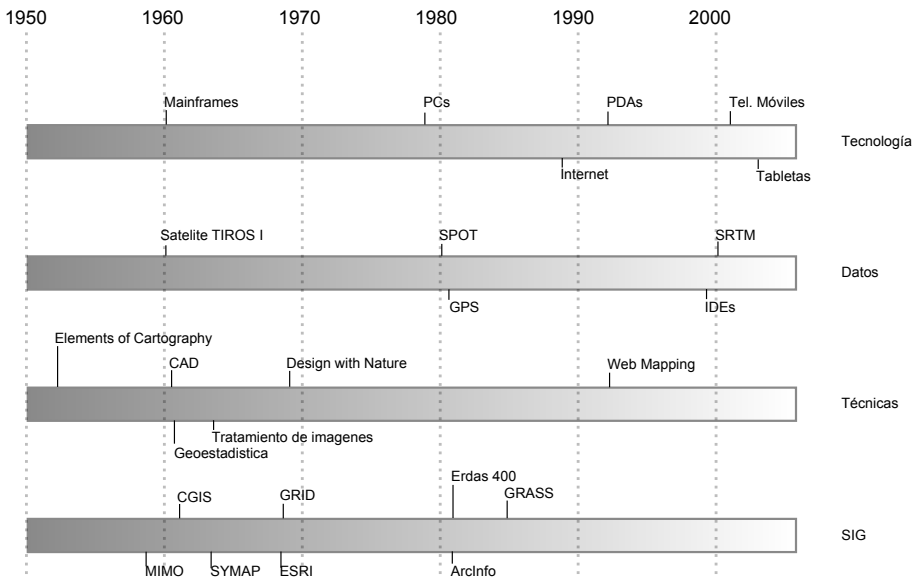 1950 1960 1970 1980 1990 2000
Mainframes PCs PDAs Tel. Móviles
Tecnología
Internet Tabletas
Satelite TIROS I SPOT SRTM
Datos
GPS IDEs
Elements of Cartography
CAD Design with Nature Web Mapping
Técnicas
Tratamiento de imagenes
Geoestadistica
Erdas 400
CGIS GRID GRASS
SIG
MIMO SYMAP ESRI ArcInfo